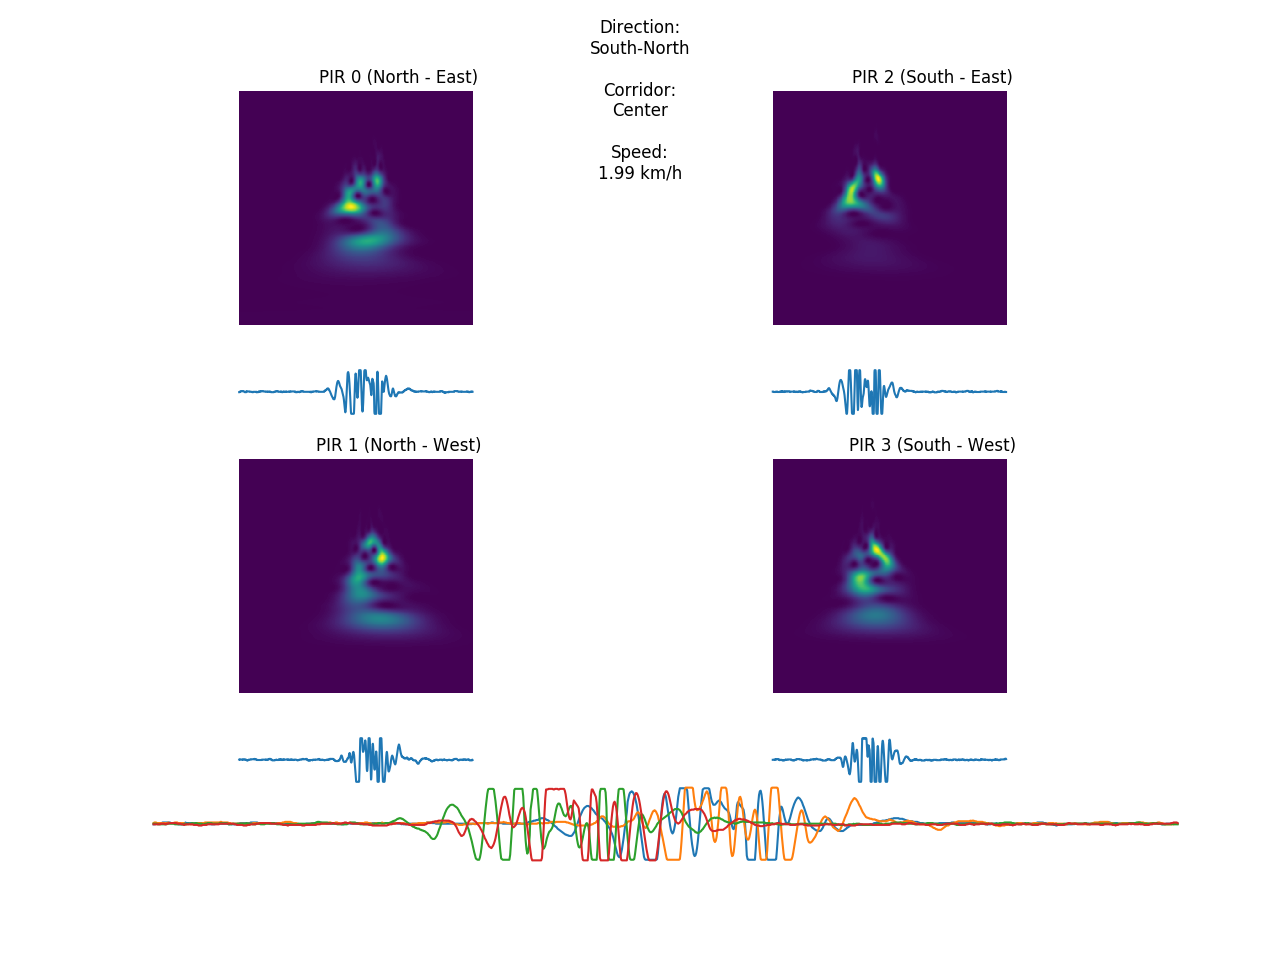 Direction:
South-North
Corridor:
Center
Speed:
1.99 km/h
PIR 0 (North - East)
PIR 2 (South - East)
PIR 1 (North - West)
PIR 3 (South - West)